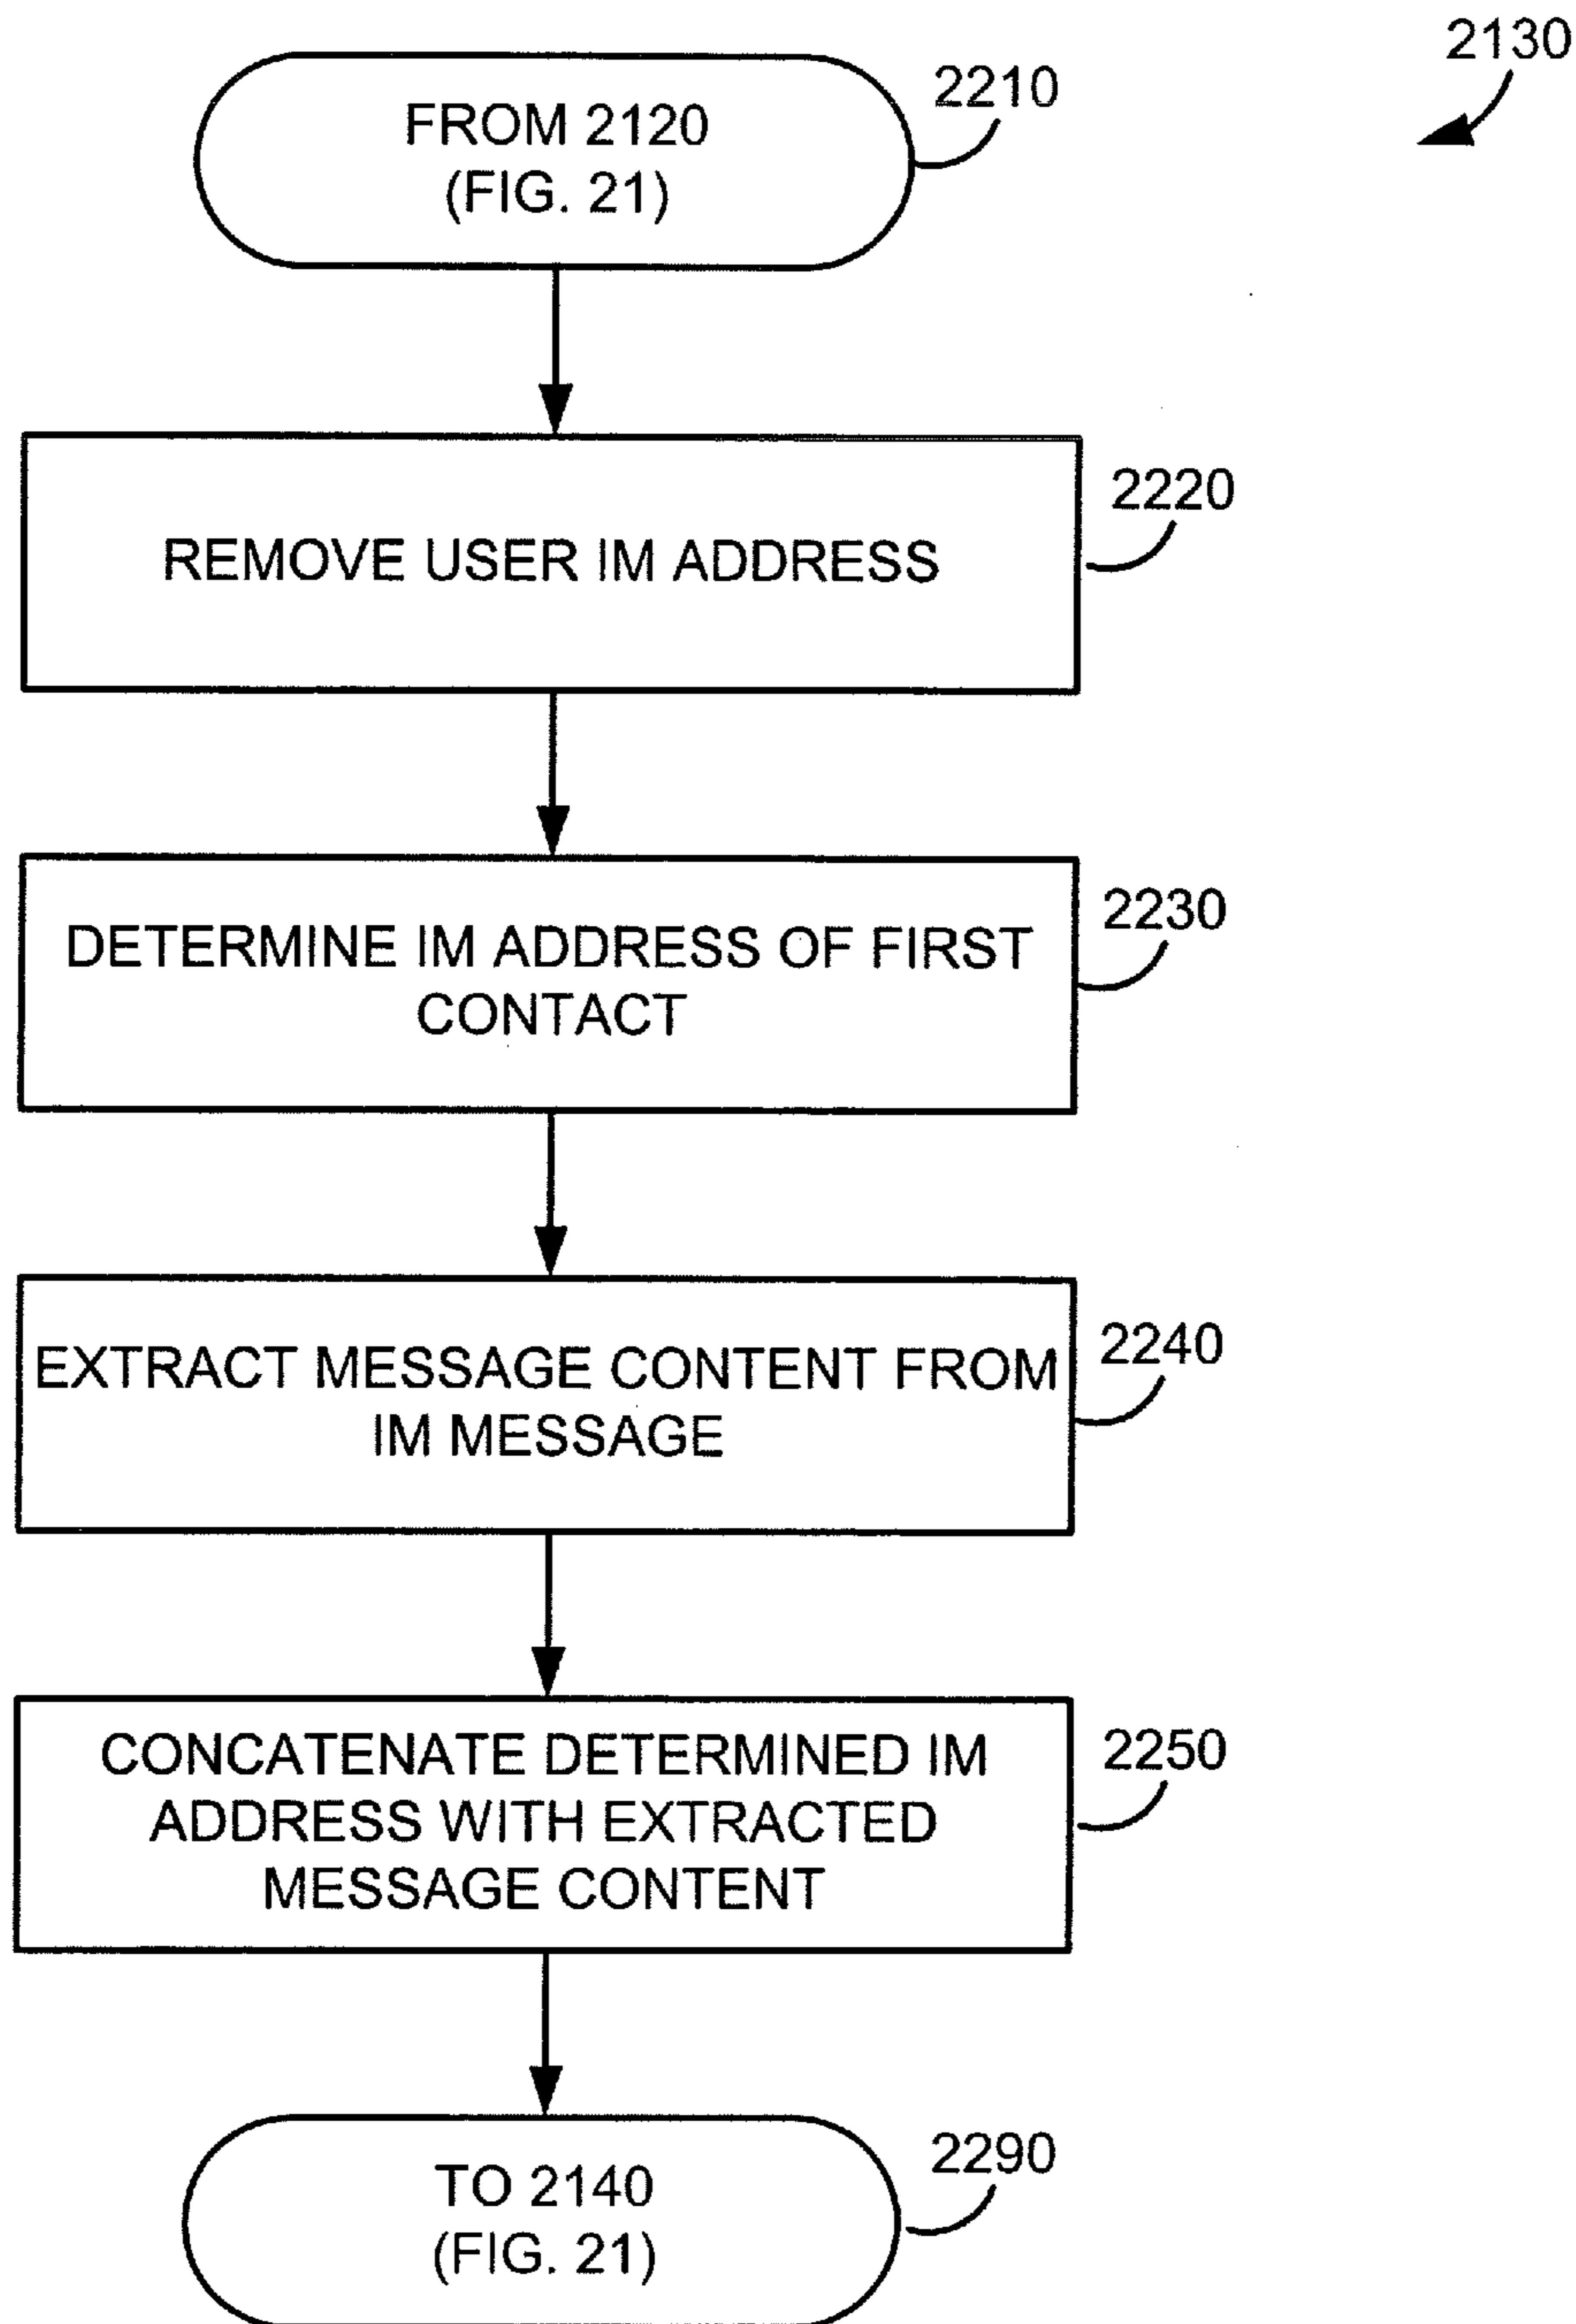 2130
FROM 2120
(FIG. 21)
2210
REMOVE USER IM ADDRESS
2220
DETERMINE IM ADDRESS OF FIRST
CONTACT
2230
EXTRACT MESSAGE CONTENT FROM
IM MESSAGE
2240
CONCATENATE DETERMINED IM
ADDRESS WITH EXTRACTED
MESSAGE CONTENT
2250
TO 2140
(FIG. 21)
2290